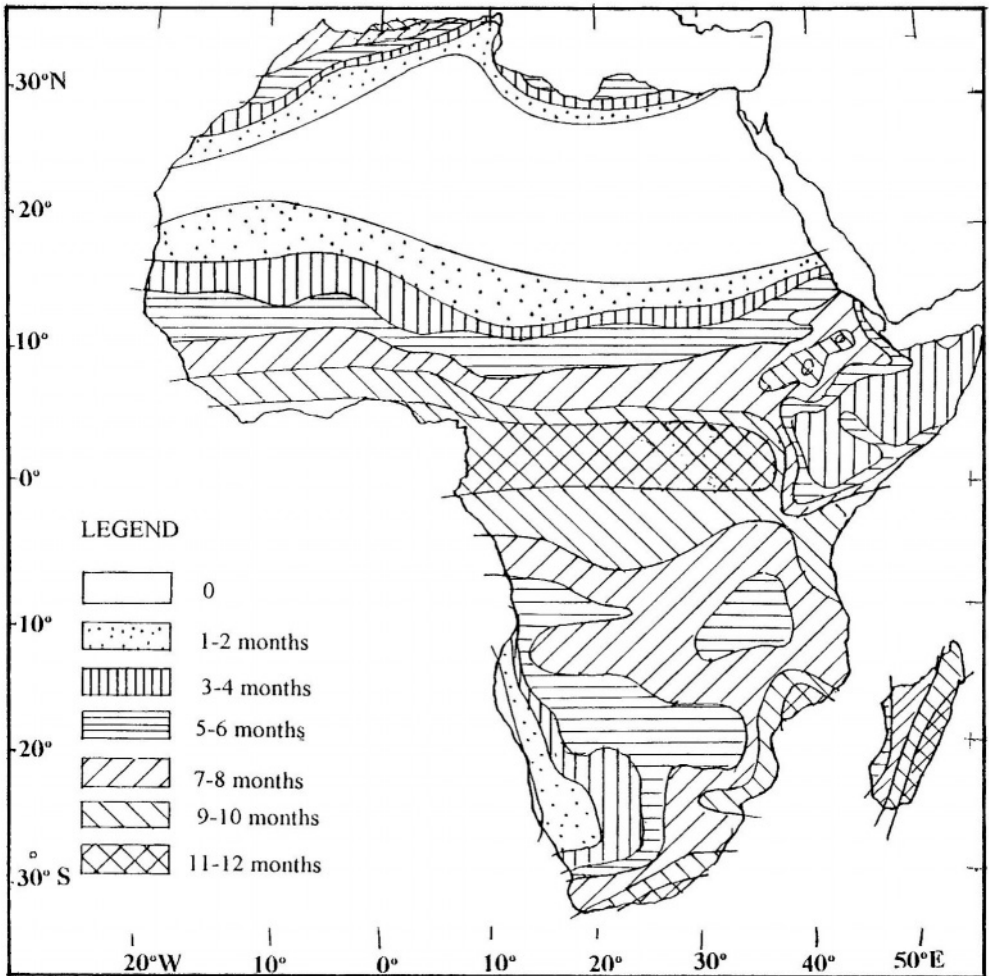 30°N
20°
10°
0°
LEGEND
0
1-2 months
3-4 months
5-6 months
7-8 months
9-10 months
11-12 months
10°
20°
30° S
20°W
10°
0°
10
20°
30°
40°
50°E